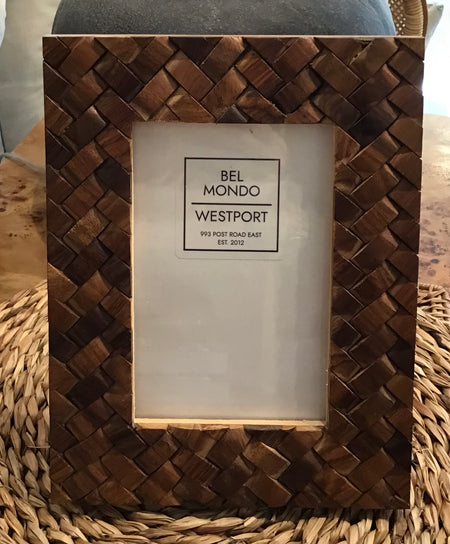 BEL
MONDO
WESTPORT
993 POST ROAD EAST
EST. 2012